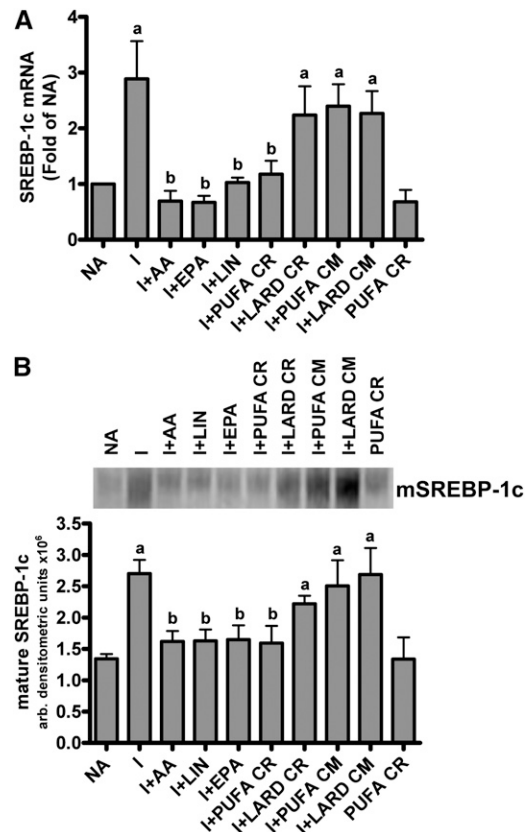 A
SREBP-1c mRNA
(Fold of NA)
4
3
2
1
0
a
b
b
b
b
a
a
a
NA
I
I+AA
I+EPA
I+LIN
I+PUFA CR
I+LARD CR
I+PUFA CM
I+LARD CM
PUFA CR
B
NA
I
I+AA
I+LIN
I+EPA
I+PUFA CR
I+LARD CR
I+PUFA CM
I+LARD CM
PUFA CR
mSREBP-1c
mature SREBP-1c
arb. densitometric units x10⁶
3.5
3.0
2.5
2.0
1.5
1.0
0.5
0.0
a
b
b
b
b
a
a
a
NA
I
I+AA
I+LIN
I+EPA
I+PUFA CR
I+LARD CR
I+PUFA CM
I+LARD CM
PUFA CR